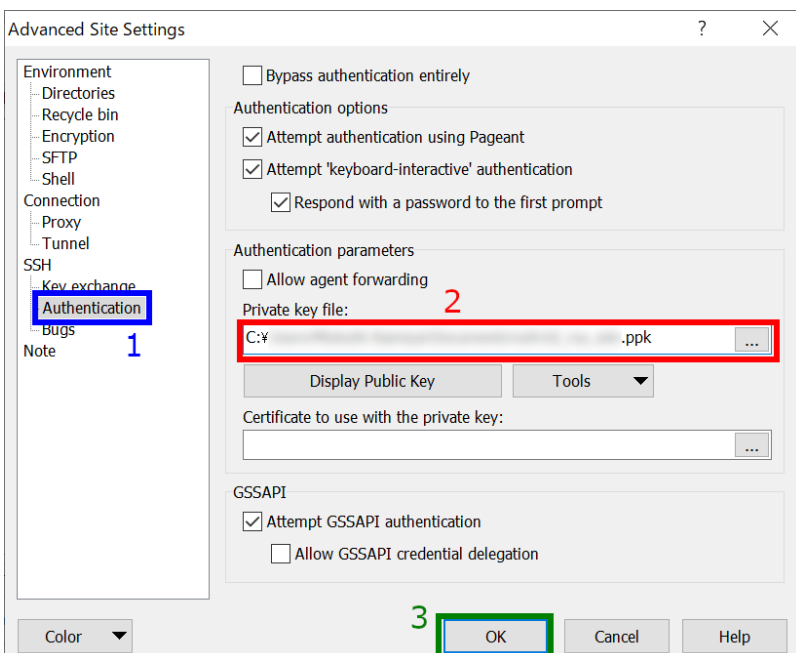 Advanced Site Settings
?
Environment
Directories
Recycle bin
Encryption
SFTP
Shell
Connection
Proxy
Tunnel
SSH
Key exchange
Authentication
Bugs
Note
1
Bypass authentication entirely
Authentication options
Attempt authentication using Pageant
Attempt 'keyboard-interactive' authentication
Respond with a password to the first prompt
Authentication parameters
Allow agent forwarding
2
Private key file:
C:¥ .ppk
...
Display Public Key
Tools
Certificate to use with the private key:
...
GSSAPI
Attempt GSSAPI authentication
Allow GSSAPI credential delegation
3
Color
OK
Cancel
Help